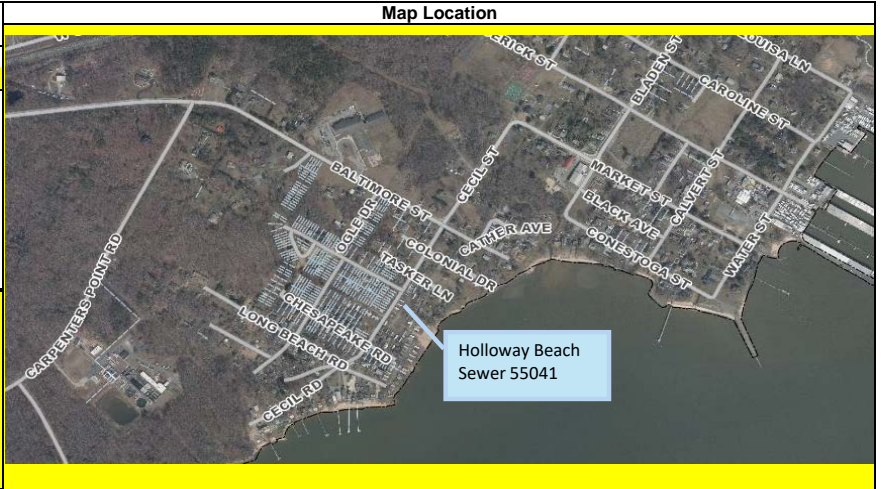 Map Location
ERICK ST
BLADEN ST
LOUISA LN
CAROLINE ST
CECIL ST
BALTIMORE ST
MARKET ST
CALVERT ST
BLACK AVE
OGLE DR
CATHER AVE
COLONIAL DR
CONESTOGA ST
WATER ST
TASKER LN
CARPENTERS POINT RD
CHESAPEAKE RD
LONG BEACH RD
CECIL RD
Holloway Beach
Sewer 55041